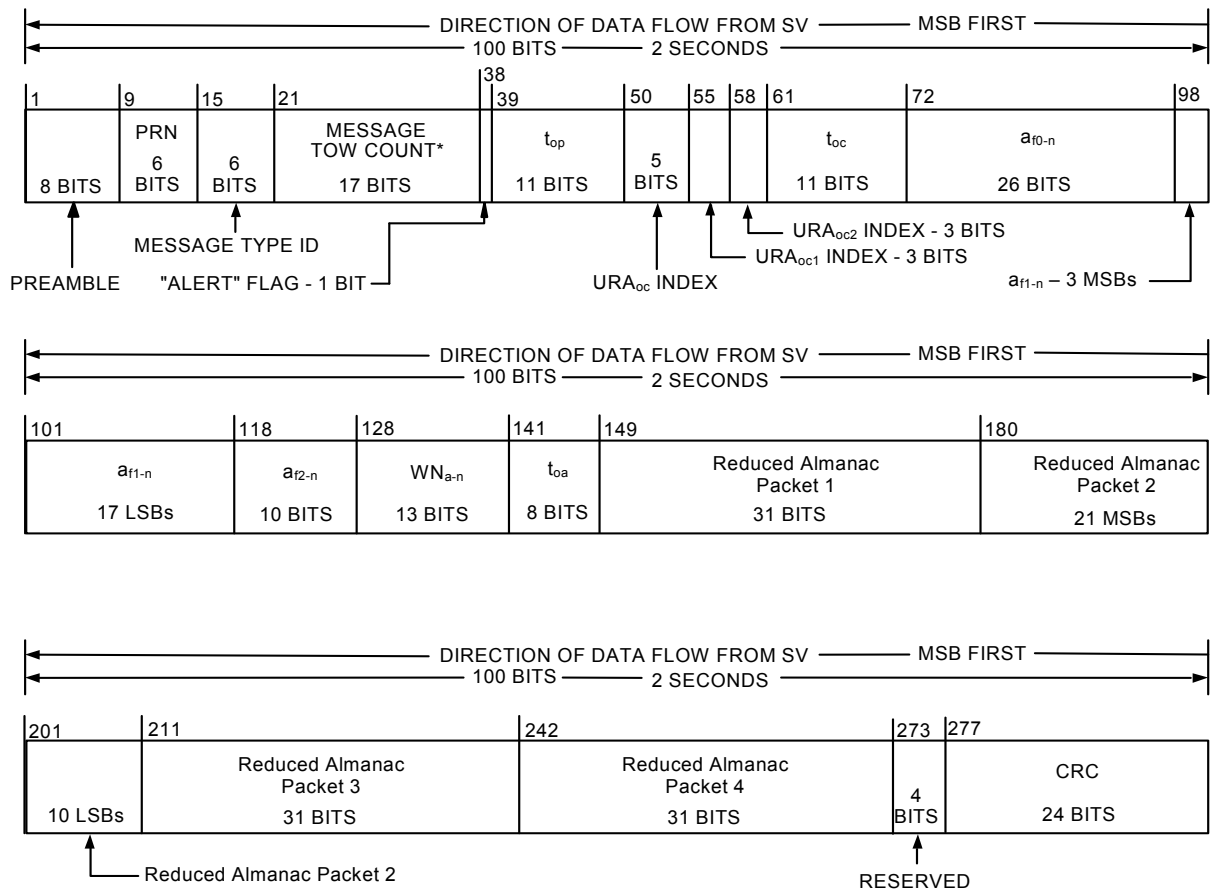 DIRECTION OF DATA FLOW FROM SV MSB FIRST
100 BITS 2 SECONDS
1 9 15 21 38 39 50 55 58 61 72 98
8 BITS
PRN
6
BITS
6
BITS
MESSAGE
TOW COUNT*
17 BITS
top
11 BITS
5
BITS
toc
11 BITS
af0-n
26 BITS
MESSAGE TYPE ID
PREAMBLE
"ALERT" FLAG - 1 BIT
URAoc INDEX
URAoc2 INDEX - 3 BITS
URAoc1 INDEX - 3 BITS
af1-n – 3 MSBs
DIRECTION OF DATA FLOW FROM SV MSB FIRST
100 BITS 2 SECONDS
101 118 128 141 149 180
af1-n
17 LSBs
af2-n
10 BITS
WNa-n
13 BITS
toa
8 BITS
Reduced Almanac
Packet 1
31 BITS
Reduced Almanac
Packet 2
21 MSBs
DIRECTION OF DATA FLOW FROM SV MSB FIRST
100 BITS 2 SECONDS
201 211 242 273 277
10 LSBs
Reduced Almanac
Packet 3
31 BITS
Reduced Almanac
Packet 4
31 BITS
4
BITS
CRC
24 BITS
Reduced Almanac Packet 2
RESERVED